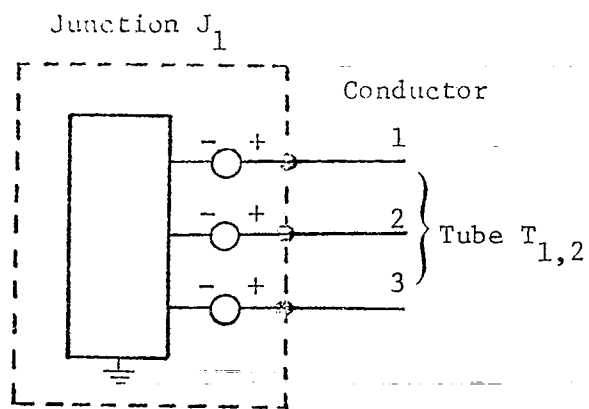 Junction J1
Conductor
- + 1
- + 2
Tube T1,2
- + 3